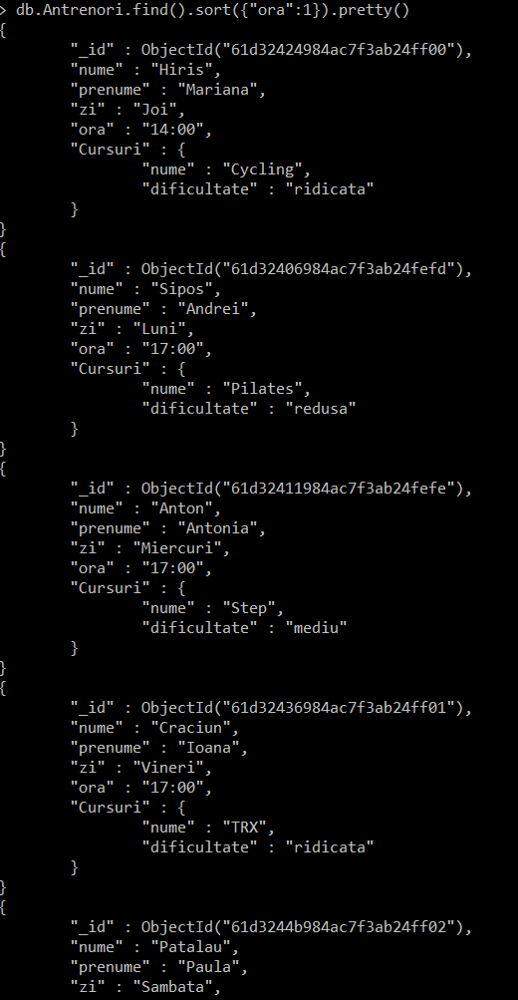 > db.Antrenori.find().sort({"ora":1}).pretty()
{
        "_id" : ObjectId("61d32424984ac7f3ab24ff00"),
        "nume" : "Hiris",
        "prenume" : "Mariana",
        "zi" : "Joi",
        "ora" : "14:00",
        "Cursuri" : {
                "nume" : "Cycling",
                "dificultate" : "ridicata"
        }
}
{
        "_id" : ObjectId("61d32406984ac7f3ab24fefd"),
        "nume" : "Sipos",
        "prenume" : "Andrei",
        "zi" : "Luni",
        "ora" : "17:00",
        "Cursuri" : {
                "nume" : "Pilates",
                "dificultate" : "redusa"
        }
}
{
        "_id" : ObjectId("61d32411984ac7f3ab24fefe"),
        "nume" : "Anton",
        "prenume" : "Antonia",
        "zi" : "Miercuri",
        "ora" : "17:00",
        "Cursuri" : {
                "nume" : "Step",
                "dificultate" : "mediu"
        }
}
{
        "_id" : ObjectId("61d32436984ac7f3ab24ff01"),
        "nume" : "Craciun",
        "prenume" : "Ioana",
        "zi" : "Vineri",
        "ora" : "17:00",
        "Cursuri" : {
                "nume" : "TRX",
                "dificultate" : "ridicata"
        }
}
{
        "_id" : ObjectId("61d3244b984ac7f3ab24ff02"),
        "nume" : "Patalau",
        "prenume" : "Paula",
        "zi" : "Sambata",